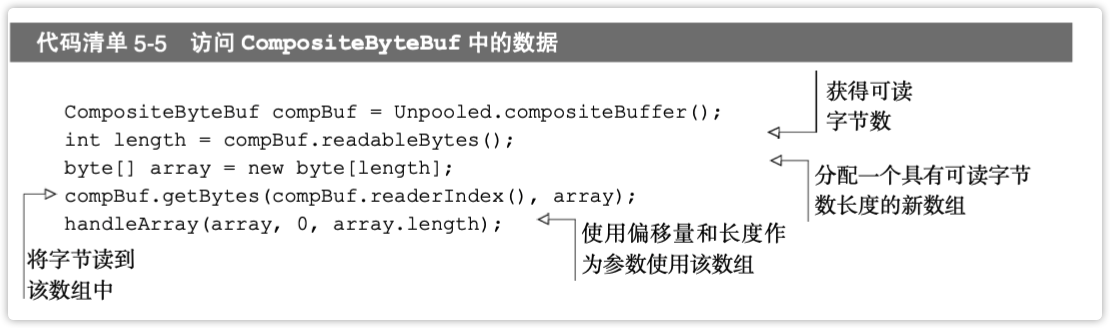 代码清单 5-5 访问 CompositeByteBuf 中的数据
CompositeByteBuf compBuf = Unpooled.compositeBuffer();
int length = compBuf.readableBytes();
byte[] array = new byte[length];
compBuf.getBytes(compBuf.readerIndex(), array);
handleArray(array, 0, array.length);
获得可读
字节数
分配一个具有可读字节
数长度的新数组
将字节读到
该数组中
使用偏移量和长度作
为参数使用该数组